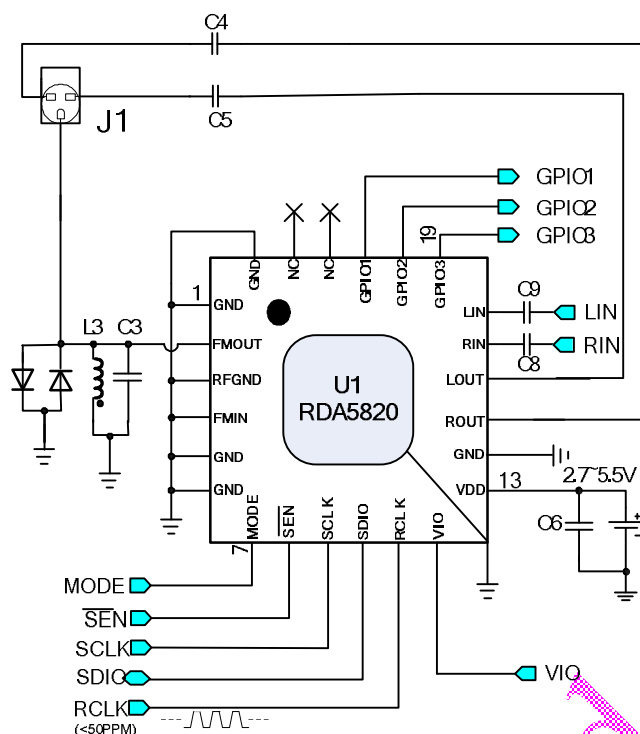 C4
C5
J1
GPIO1
GPIO2
GPIO3
19
GND
NC
NC
GPIO1
GPIO2
GPIO3
1
GND
LIN
C9
LIN
L3
C3
FMOUT
RIN
C8
RIN
RFGND
U1
RDA5820
LOUT
FMIN
ROUT
GND
GND
GND
VDD
13
2.7~5.5V
C6
MODE
SEN
SCLK
SDIO
RCLK
VIO
7
MODE
SEN
SCLK
SDIO
VIO
RCLK
(<50PPM)